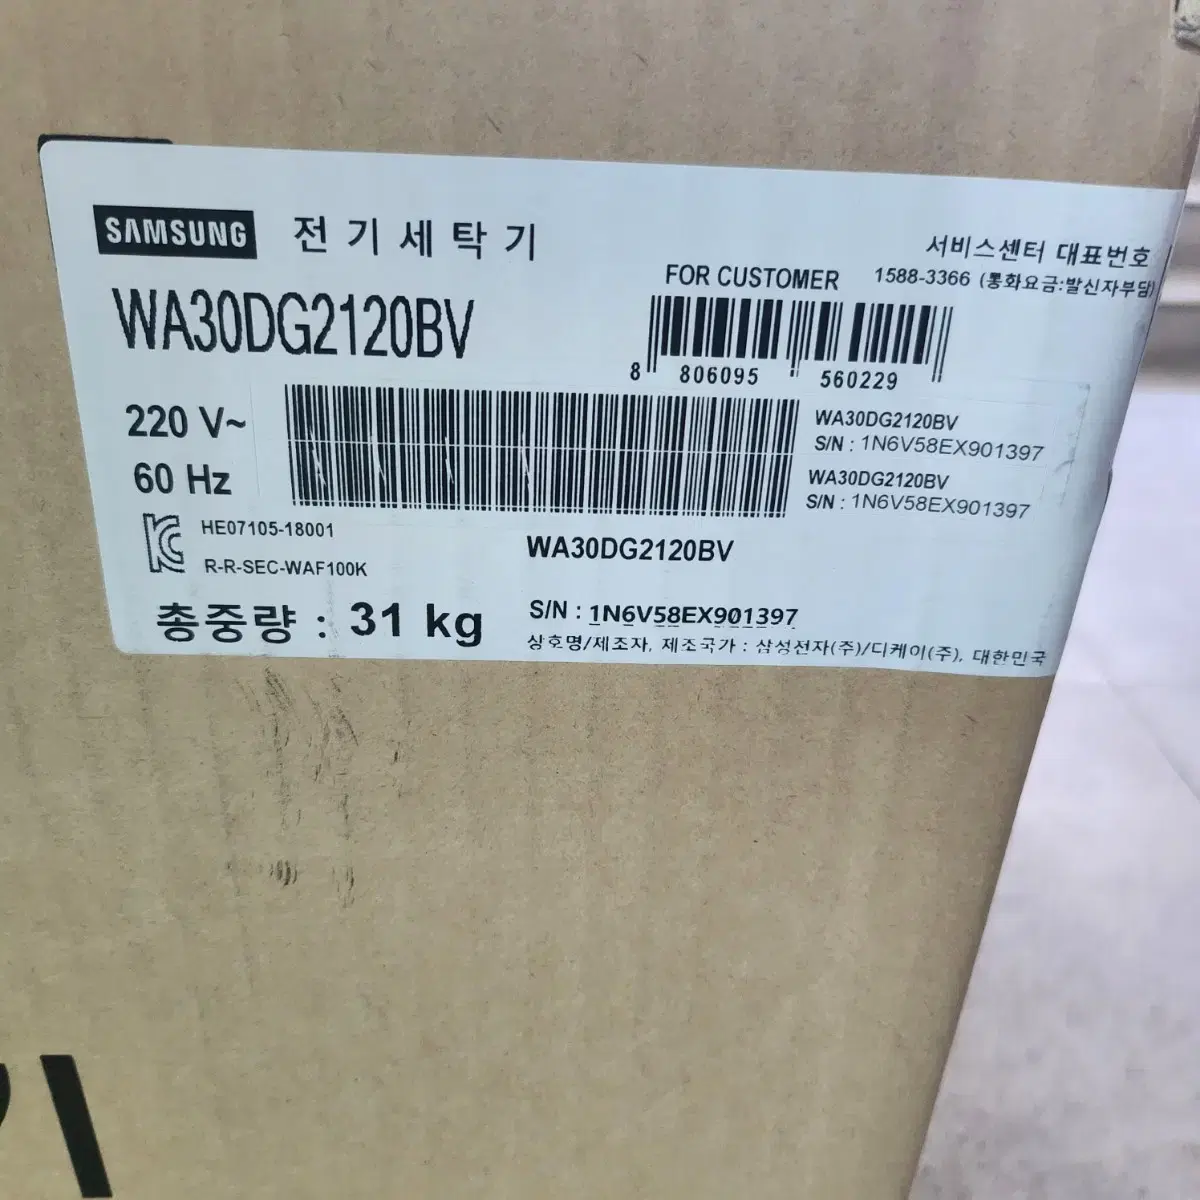 SAMSUNG 전기세탁기
서비스센터 대표번호
1588-3366 (통화요금:발신자부담)
FOR CUSTOMER
WA30DG2120BV
8 806095 560229
220 V~
60 Hz
WA30DG2120BV
S/N : 1N6V58EX901397
WA30DG2120BV
S/N : 1N6V58EX901397
HE07105-18001
R-R-SEC-WAF100K
WA30DG2120BV
총중량 : 31 kg
S/N : 1N6V58EX901397
상호명/제조자, 제조국가 : 삼성전자(주)/디케이(주), 대한민국